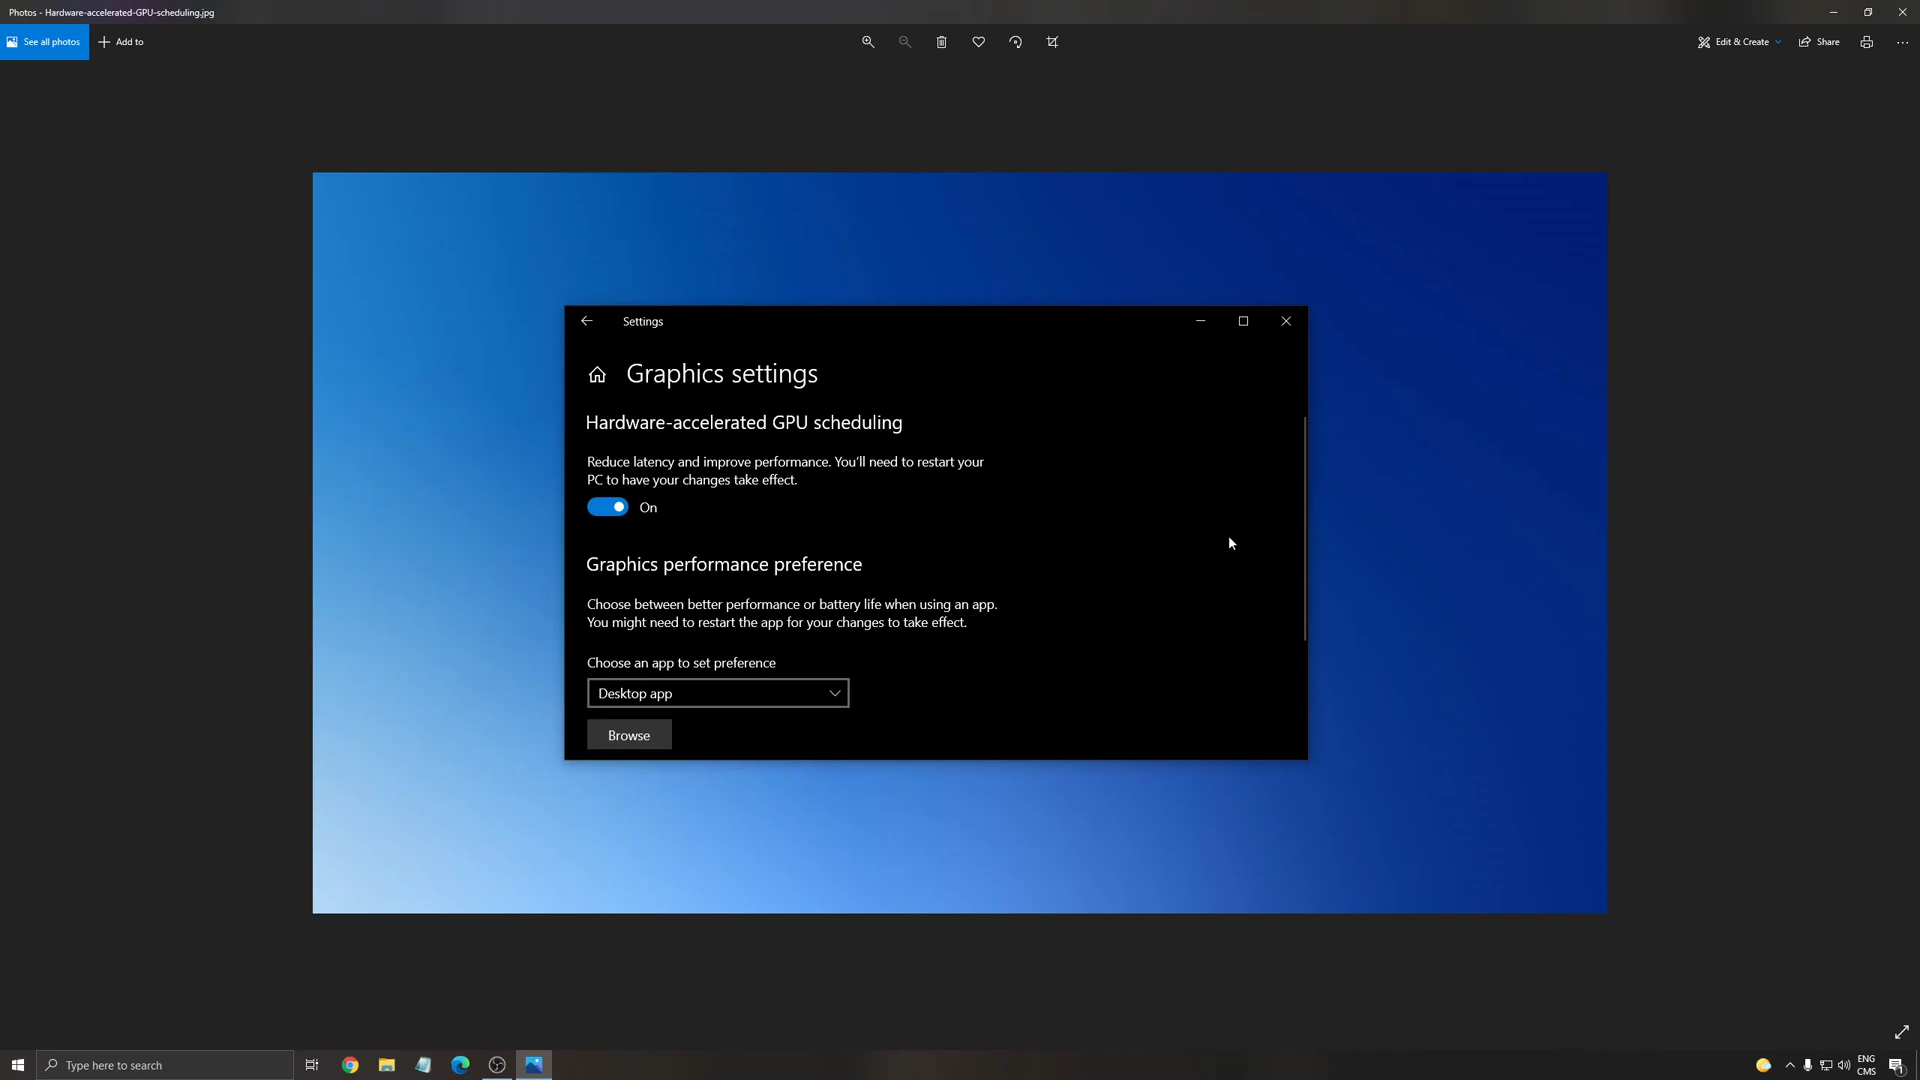 Photos - Hardware-accelerated-GPU-scheduling.jpg
See all photos
Add to
Edit & Create
Share
Settings
Graphics settings
Hardware-accelerated GPU scheduling
Reduce latency and improve performance. You'll need to restart your
PC to have your changes take effect.
On
Graphics performance preference
Choose between better performance or battery life when using an app.
You might need to restart the app for your changes to take effect.
Choose an app to set preference
Desktop app
Browse
Type here to search
ENG
CMS
1